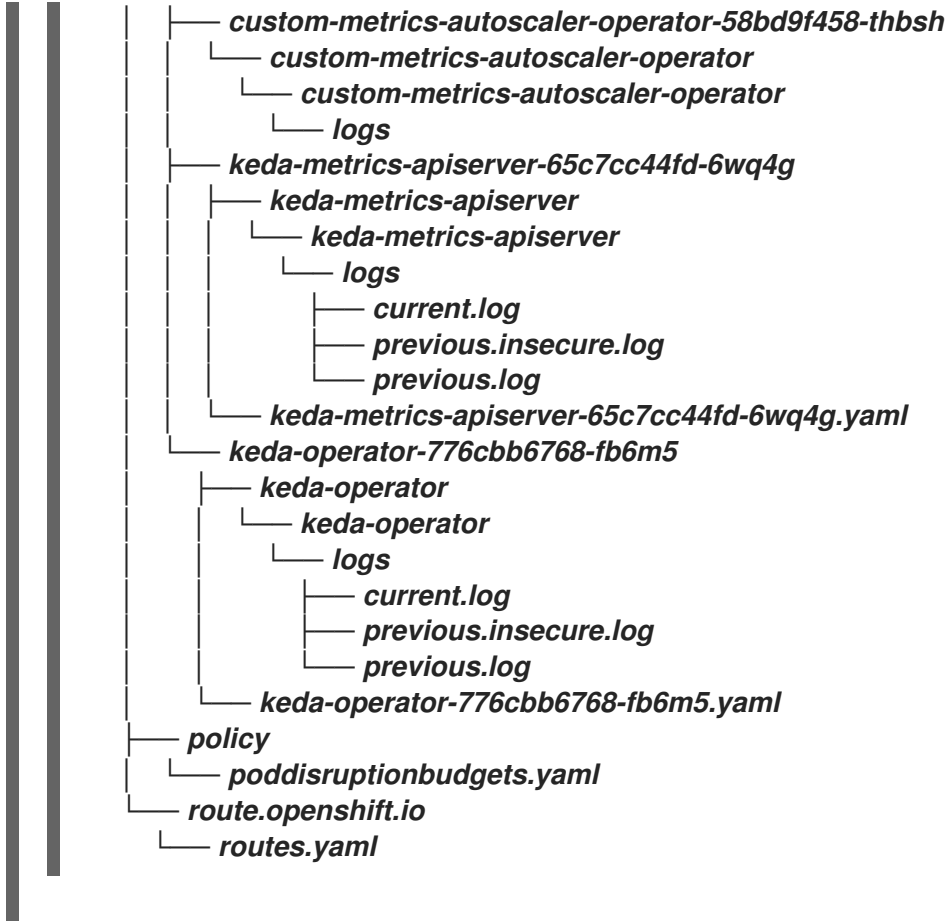 │ ├── custom-metrics-autoscaler-operator-58bd9f458-thbsh
│ │ └── custom-metrics-autoscaler-operator
│ │ └── custom-metrics-autoscaler-operator
│ │ └── logs
│ ├── keda-metrics-apiserver-65c7cc44fd-6wq4g
│ │ ├── keda-metrics-apiserver
│ │ │ └── keda-metrics-apiserver
│ │ │ └── logs
│ │ │ ├── current.log
│ │ │ ├── previous.insecure.log
│ │ │ └── previous.log
│ │ └── keda-metrics-apiserver-65c7cc44fd-6wq4g.yaml
│ └── keda-operator-776cbb6768-fb6m5
│ ├── keda-operator
│ │ └── keda-operator
│ │ └── logs
│ │ ├── current.log
│ │ ├── previous.insecure.log
│ │ └── previous.log
│ └── keda-operator-776cbb6768-fb6m5.yaml
├── policy
│ └── poddisruptionbudgets.yaml
└── route.openshift.io
└── routes.yaml